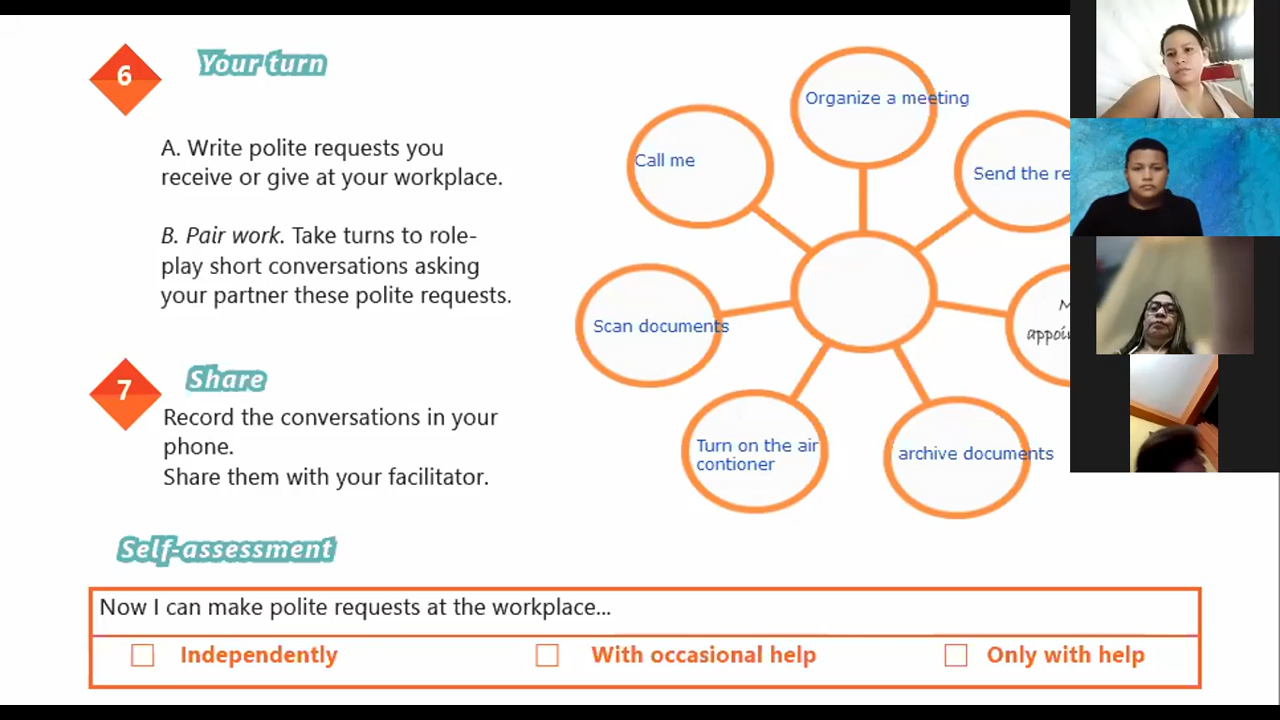 6
Your turn
A. Write polite requests you
receive or give at your workplace.
B. Pair work. Take turns to role-
play short conversations asking
your partner these polite requests.
7
Share
Record the conversations in your
phone.
Share them with your facilitator.
Organize a meeting
Call me
Send the
Scan documents
Turn on the air
contioner
archive documents
Self-assessment
Now I can make polite requests at the workplace...
Independently
With occasional help
Only with help